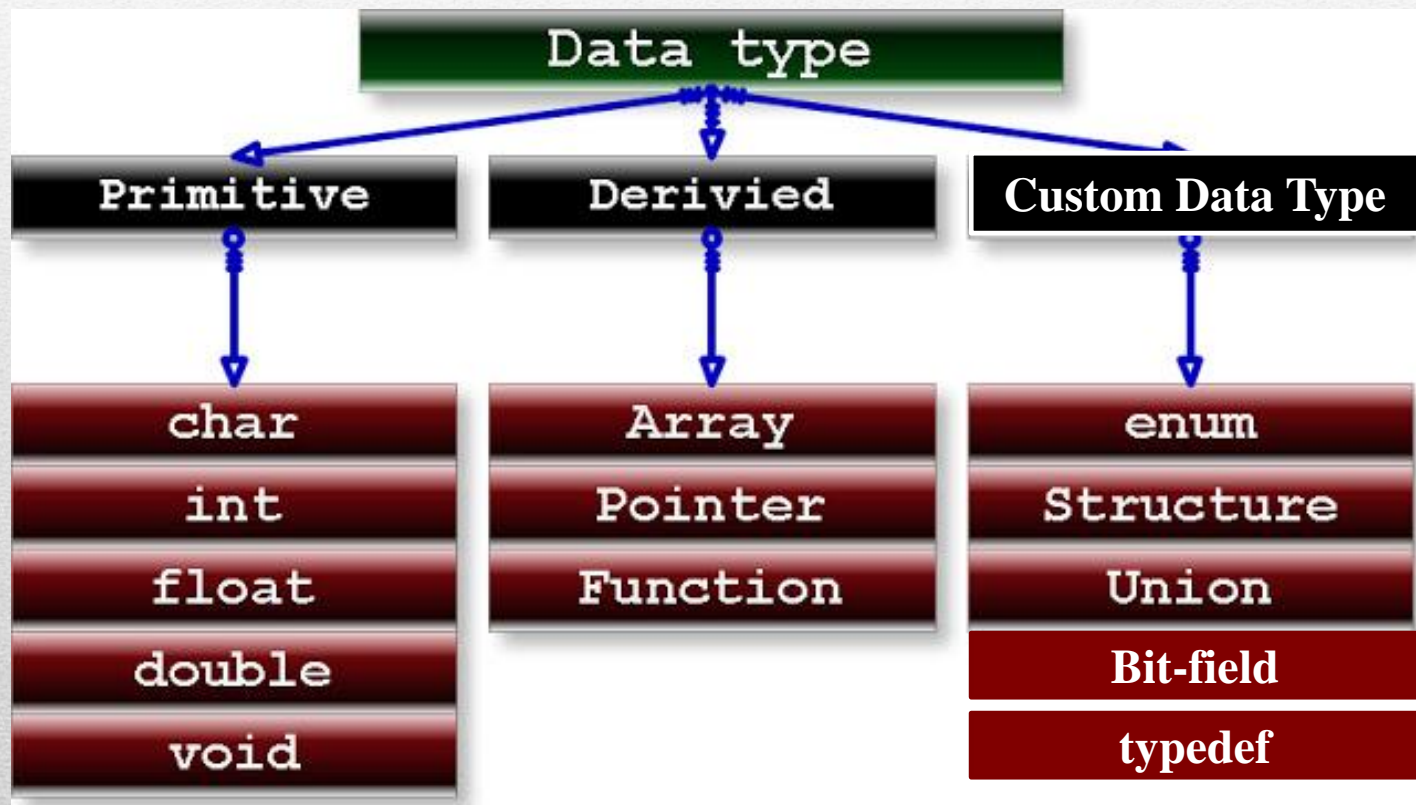 Data type
Primitive
Derivied
Custom Data Type
char
int
float
double
void
Array
Pointer
Function
enum
Structure
Union
Bit-field
typedef